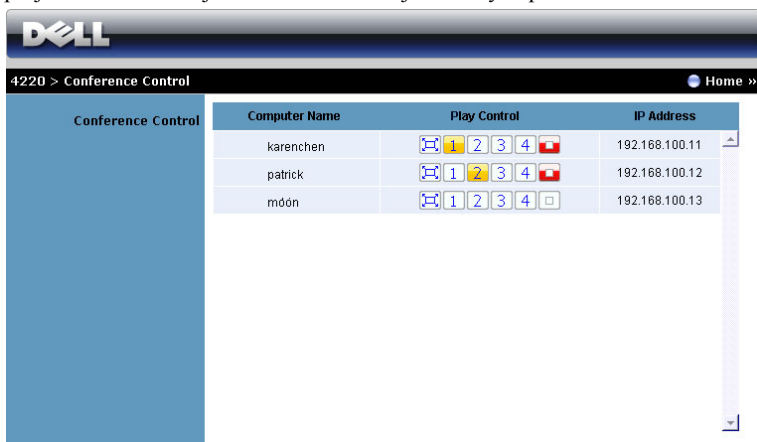 DELL
4220 > Conference Control
Home »
Conference Control
Computer Name Play Control IP Address
karenchen 1 2 3 4 192.168.100.11
patrick 1 2 3 4 192.168.100.12
móón 1 2 3 4 192.168.100.13